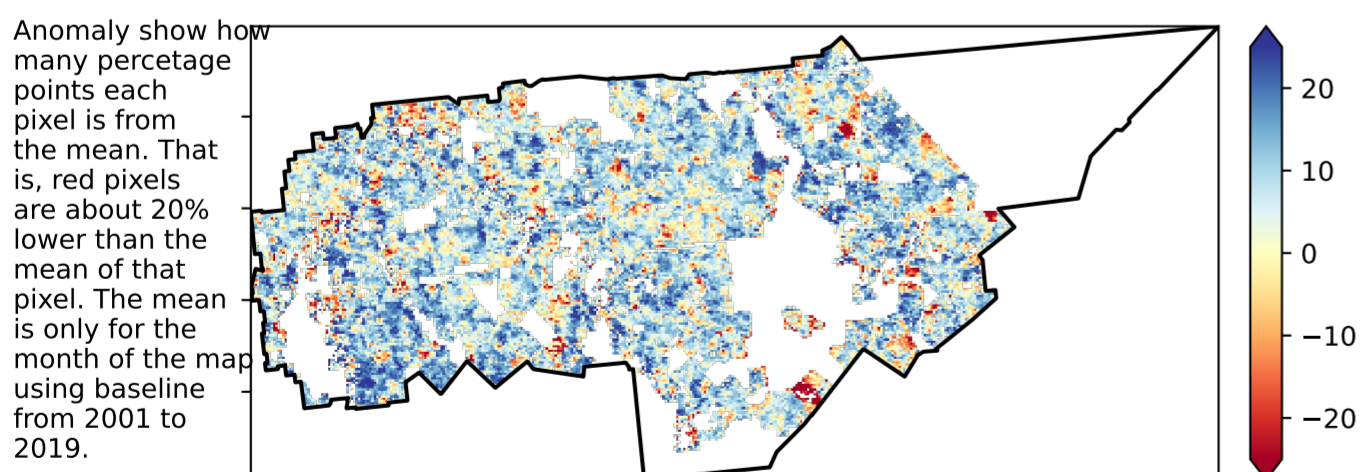 Anomaly show how
many percetage
points each
pixel is from
the mean. That
is, red pixels
are about 20%
lower than the
mean of that
pixel. The mean
is only for the
month of the map
using baseline
from 2001 to
2019.
20
10
0
−10
−20